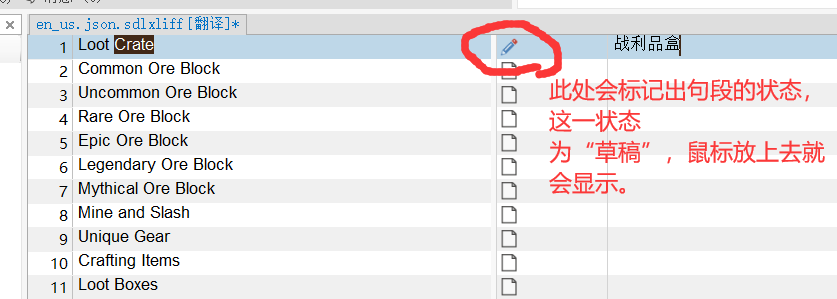 en_us.json.sdlxliff[翻译]*
1 Loot Crate 战利品盒
2 Common Ore Block
3 Uncommon Ore Block
4 Rare Ore Block
5 Epic Ore Block
6 Legendary Ore Block
7 Mythical Ore Block
8 Mine and Slash
9 Unique Gear
10 Crafting Items
11 Loot Boxes
此处会标记出句段的状态，
这一状态
为“草稿”，鼠标放上去就
会显示。